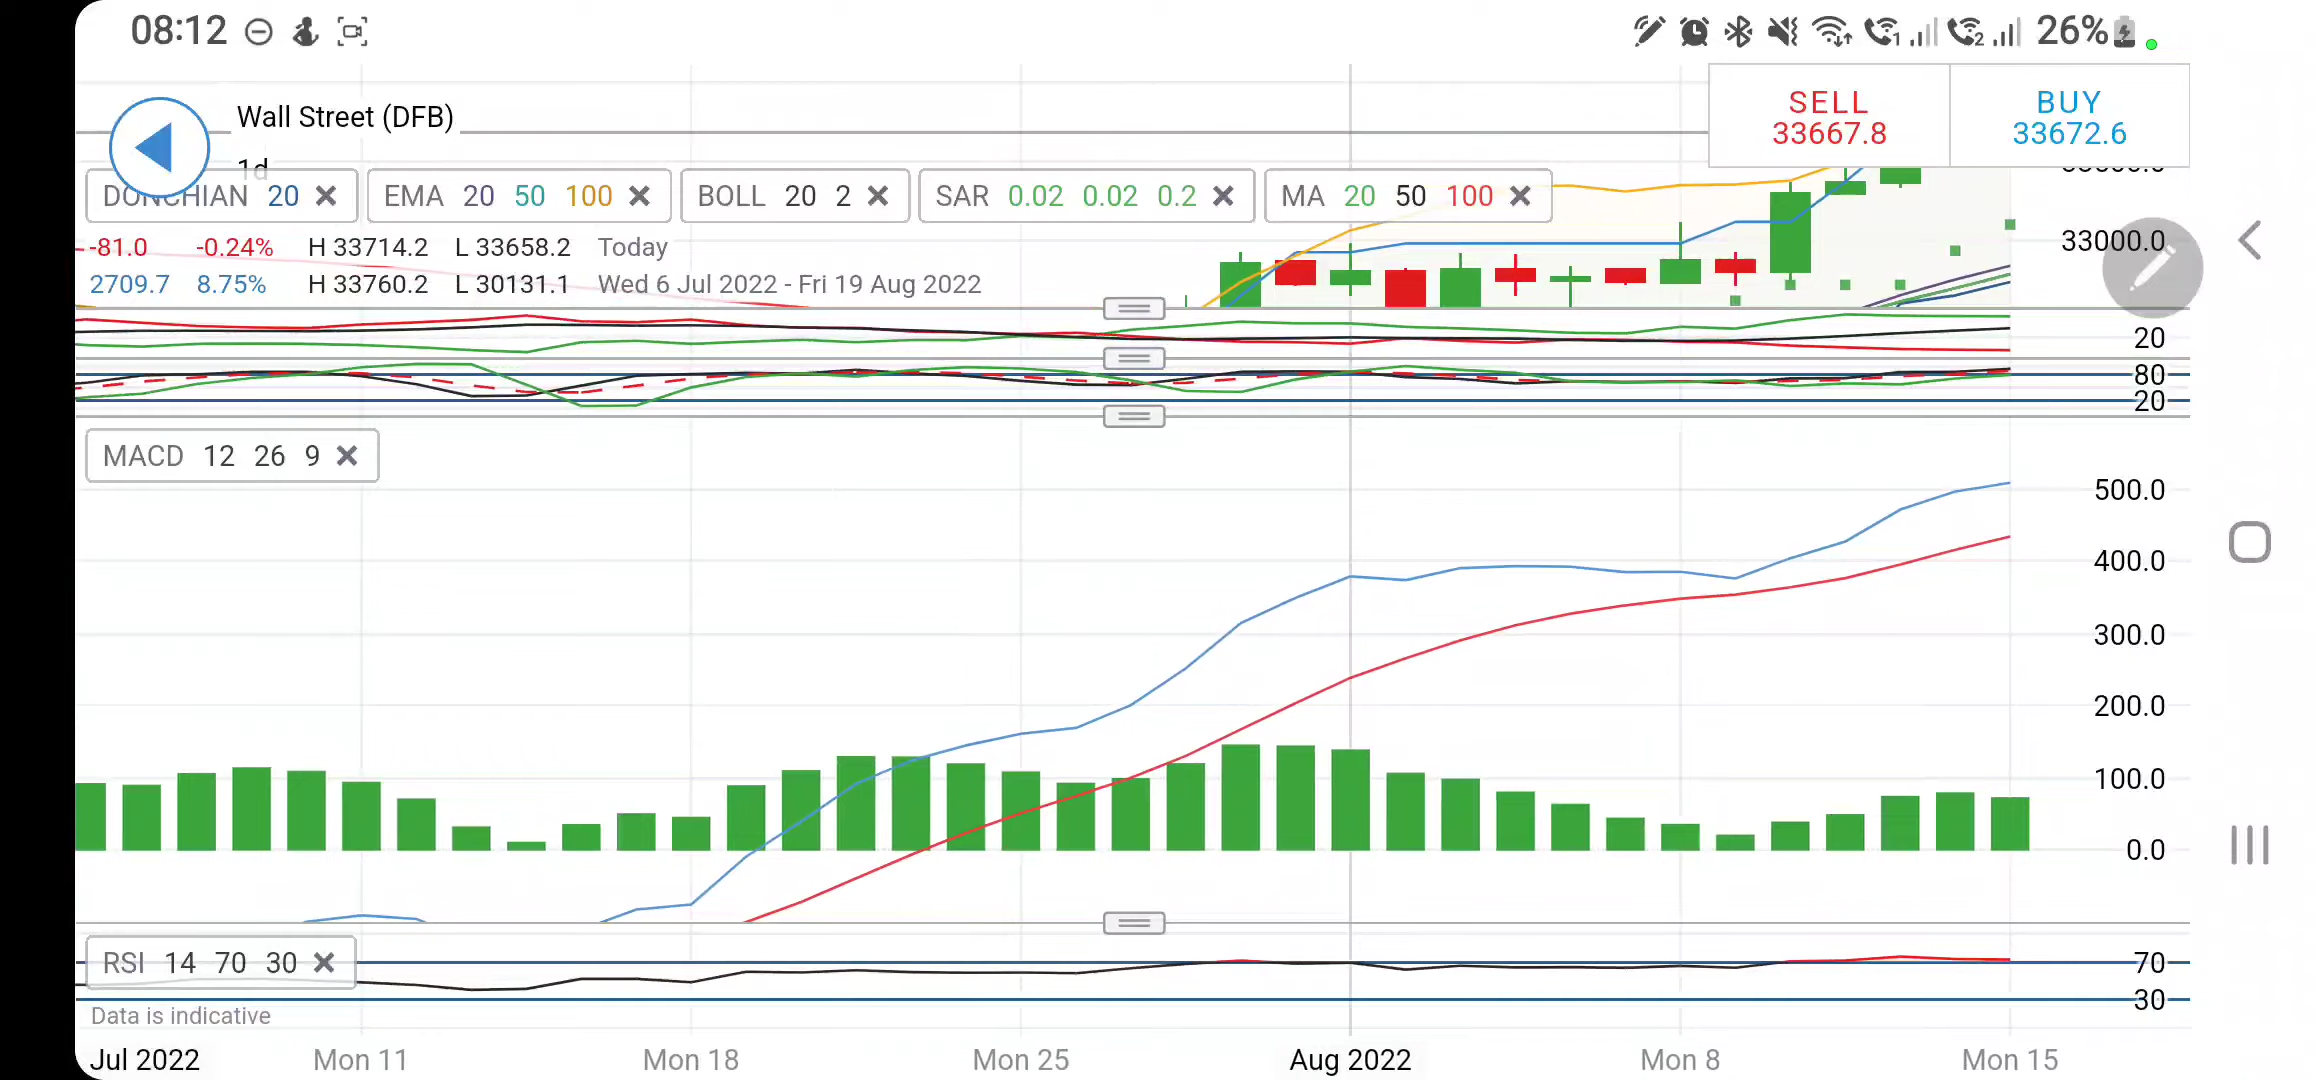 08:12
1
2
26%
Wall Street (DFB)
1d
SELL
33667.8
BUY
33672.6
DONCHIAN 20
EMA 20 50 100
BOLL 20 2
SAR 0.02 0.02 0.2
MA 20 50 100
-81.0 -0.24% H 33714.2 L 33658.2 Today
2709.7 8.75% H 33760.2 L 30131.1 Wed 6 Jul 2022 - Fri 19 Aug 2022
33000.0
20
80
20
MACD 12 26 9
500.0
400.0
300.0
200.0
100.0
0.0
RSI 14 70 30
70
30
Data is indicative
Jul 2022 Mon 11 Mon 18 Mon 25 Aug 2022 Mon 8 Mon 15